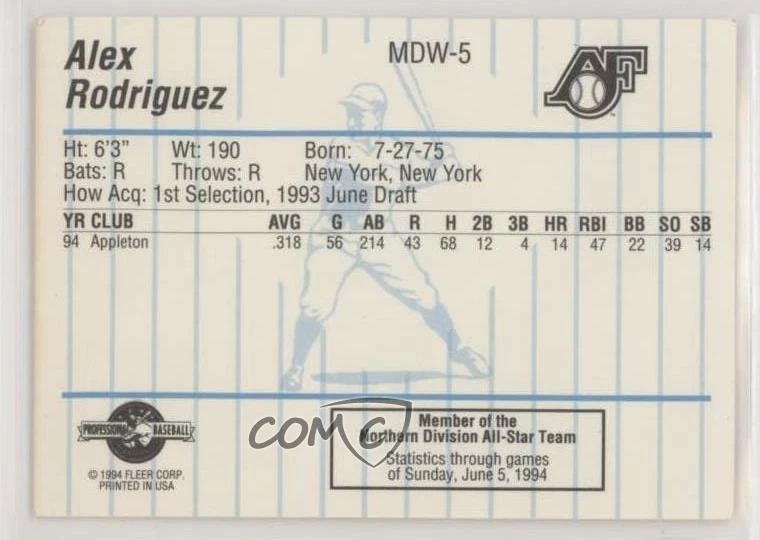 Alex
Rodriguez
MDW-5
AF
Ht: 6'3" Wt: 190 Born: 7-27-75
Bats: R Throws: R New York, New York
How Acq: 1st Selection, 1993 June Draft
YR CLUB AVG G AB R H 2B 3B HR RBI BB SO SB
94 Appleton .318 56 214 43 68 12 4 14 47 22 39 14
PROFESSIONAL BASEBALL
© 1994 FLEER CORP.
PRINTED IN USA
COMC
Member of the
Northern Division All-Star Team
Statistics through games
of Sunday, June 5, 1994